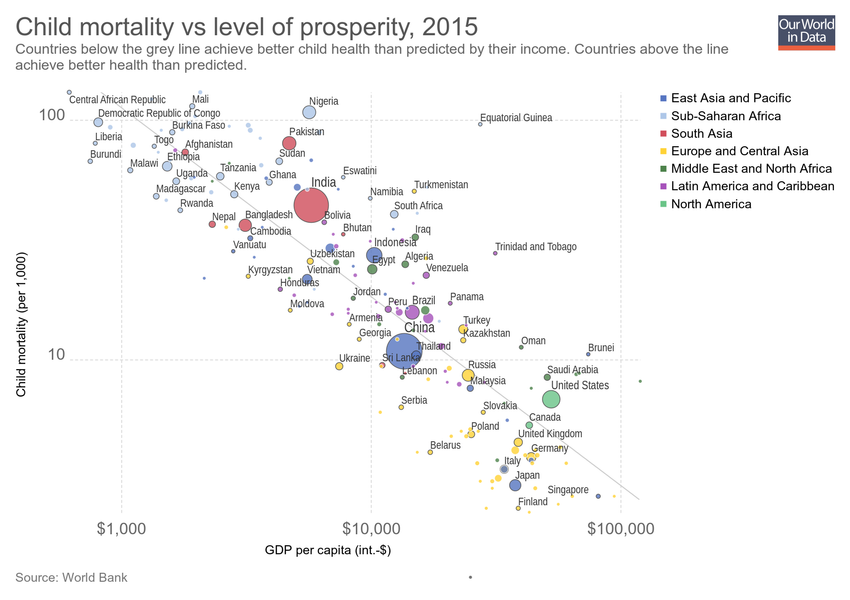 Child mortality vs level of prosperity, 2015
Our World
in Data
Countries below the grey line achieve better child health than predicted by their income. Countries above the line
achieve better health than predicted.
Child mortality (per 1,000)
100
10
Central African Republic
Mali
Nigeria
Democratic Republic of Congo
Equatorial Guinea
Burkina Faso
Liberia
Togo
Pakistan
Afghanistan
Burundi
Ethiopia
Sudan
Malawi
Uganda
Tanzania
Ghana
Eswatini
Madagascar
Kenya
India
Namibia
Turkmenistan
Rwanda
South Africa
Nepal
Bangladesh
Bolivia
Cambodia
Bhutan
Iraq
Vanuatu
Indonesia
Trinidad and Tobago
Uzbekistan
Egypt
Algeria
Kyrgyzstan
Vietnam
Venezuela
Honduras
Jordan
Moldova
Peru
Brazil
Panama
Armenia
China
Turkey
Georgia
Kazakhstan
Thailand
Oman
Brunei
Ukraine
Sri Lanka
Lebanon
Russia
Saudi Arabia
Malaysia
United States
Serbia
Slovakia
Poland
Canada
United Kingdom
Belarus
Germany
Italy
Japan
Singapore
Finland
$1,000
$10,000
$100,000
GDP per capita (int.-$)
East Asia and Pacific
Sub-Saharan Africa
South Asia
Europe and Central Asia
Middle East and North Africa
Latin America and Caribbean
North America
Source: World Bank